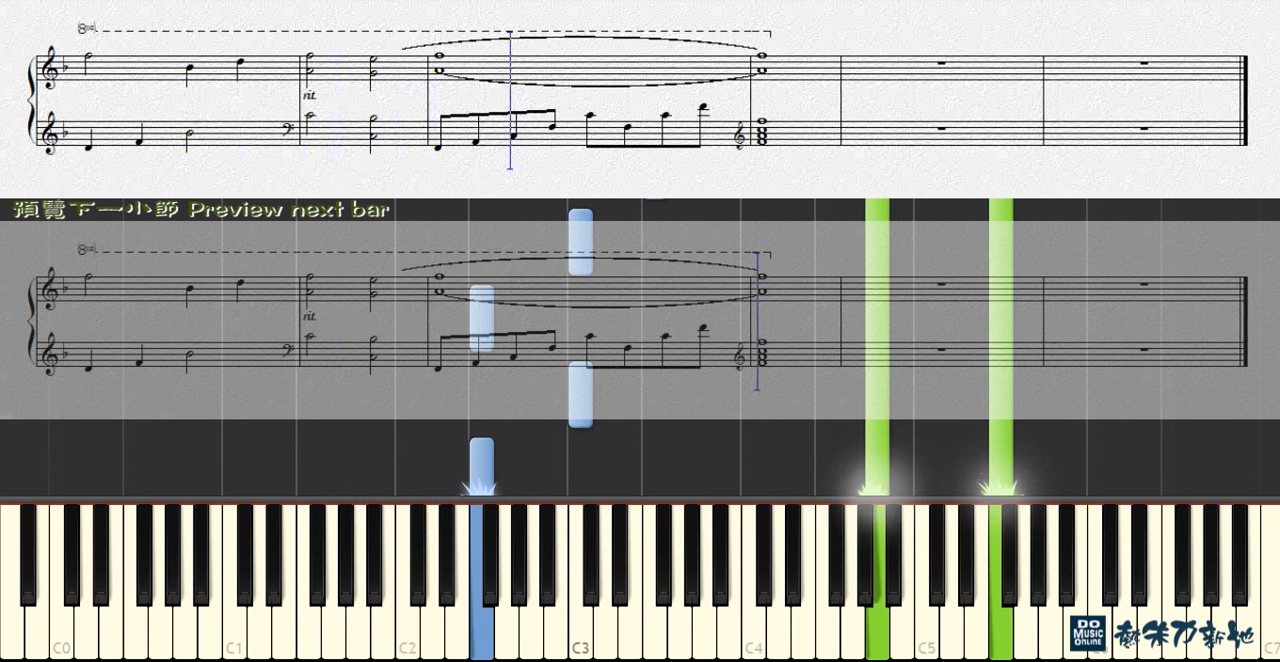 8va
rit.
預覽下一小節 Preview next bar
8va
rit.
C0
C1
C2
C3
C4
C5
C7
DO
MUSIC
ONLINE